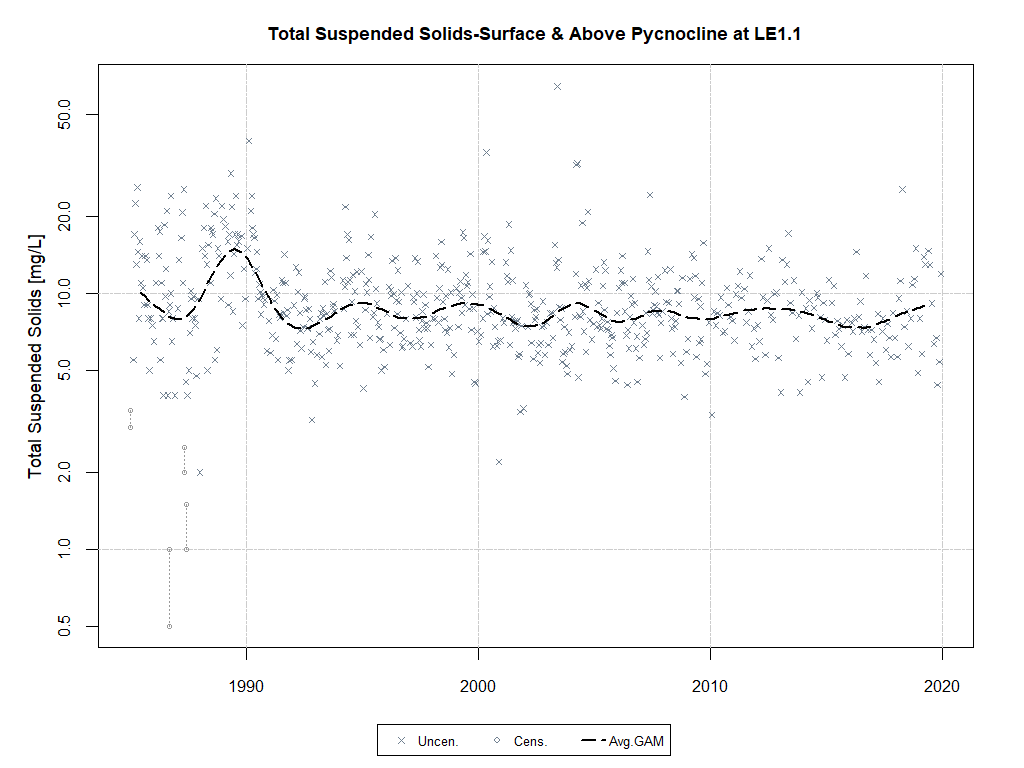 Total Suspended Solids-Surface & Above Pycnocline at LE1.1
Total Suspended Solids [mg/L]
50.0
20.0
10.0
5.0
2.0
1.0
0.5
1990 2000 2010 2020
Uncen. Cens. Avg.GAM